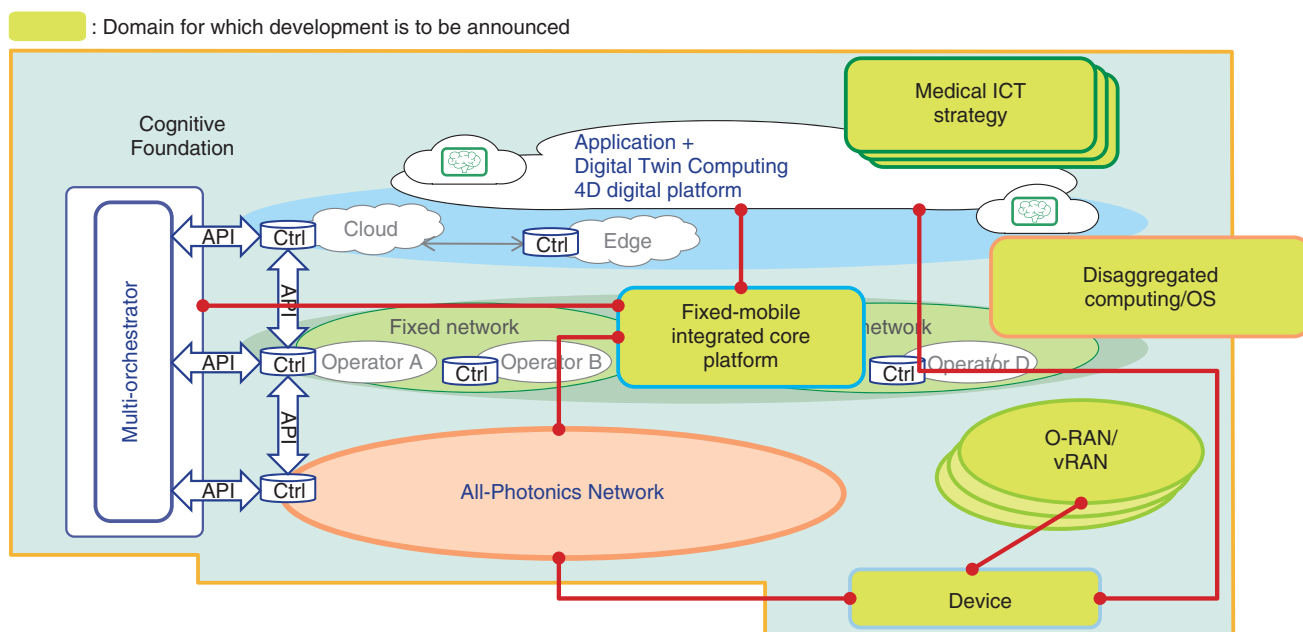 : Domain for which development is to be announced
Medical ICT
strategy
Cognitive
Foundation
Application +
Digital Twin Computing
4D digital platform
API
Ctrl
Cloud
Ctrl
Edge
Multi-orchestrator
API
Disaggregated
computing/OS
Fixed network
Fixed-mobile
integrated core
platform
network
API
Ctrl
Operator A
Ctrl
Operator B
Ctrl
Operator D
API
O-RAN/
vRAN
API
Ctrl
All-Photonics Network
Device